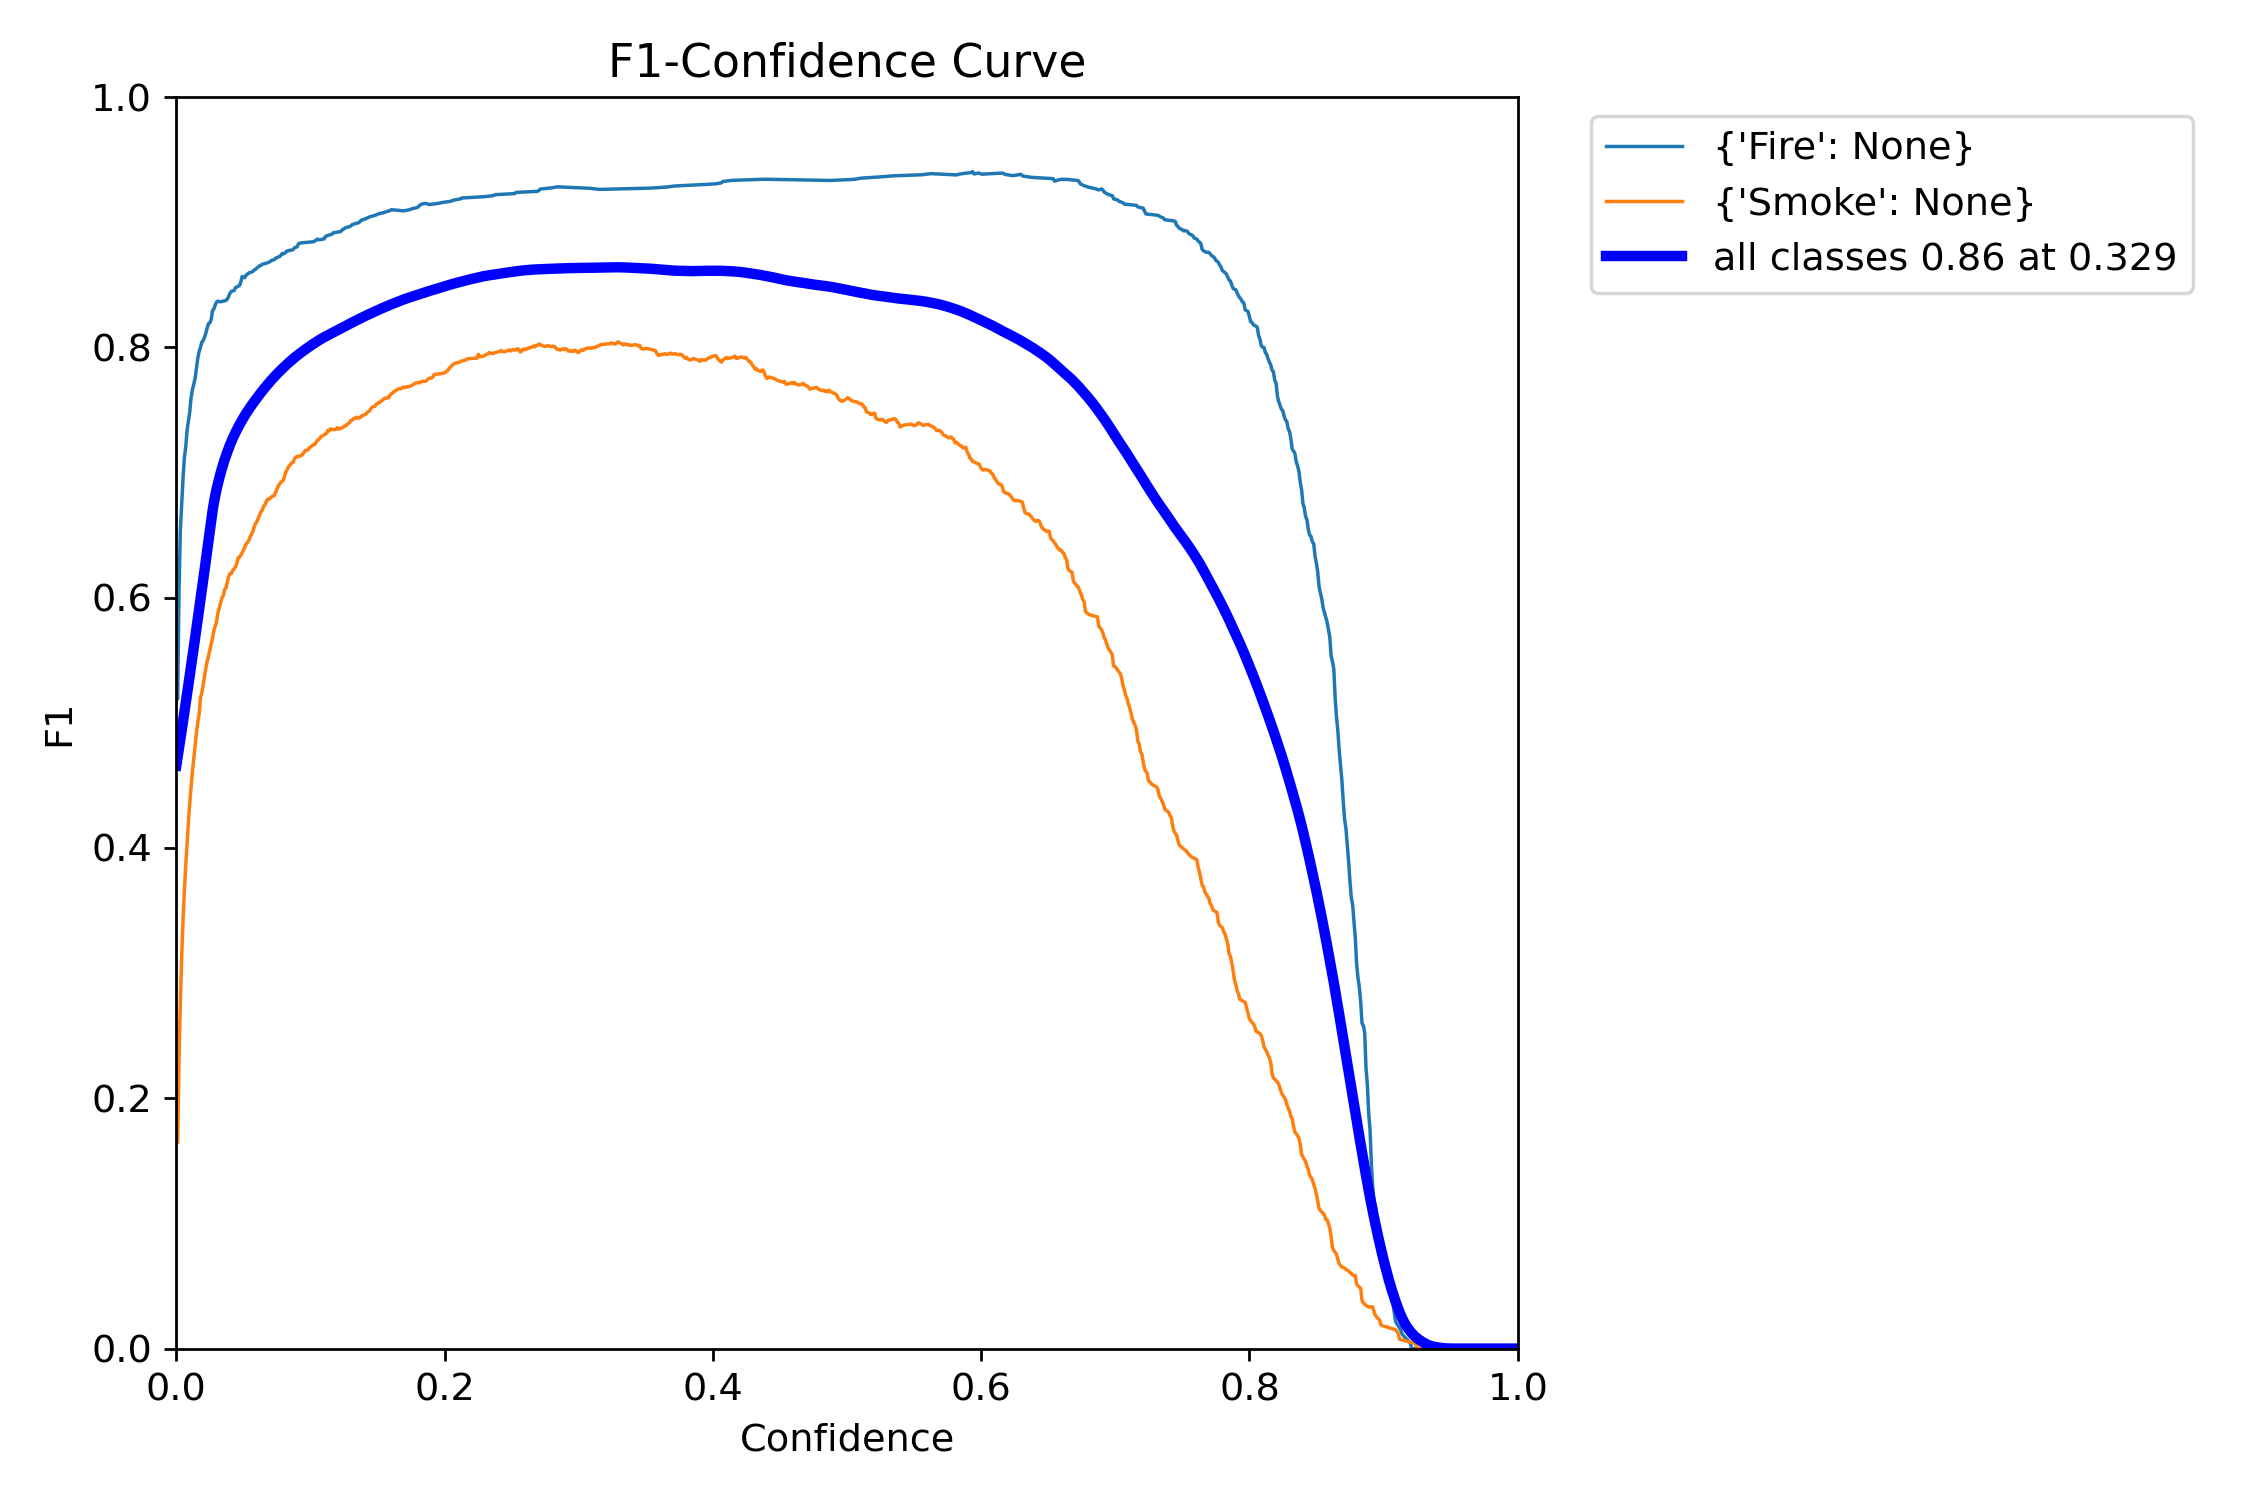 F1-Confidence Curve
{'Fire': None}
{'Smoke': None}
all classes 0.86 at 0.329
1.0
0.8
0.6
0.4
0.2
0.0
F1
0.0 0.2 0.4 0.6 0.8 1.0
Confidence